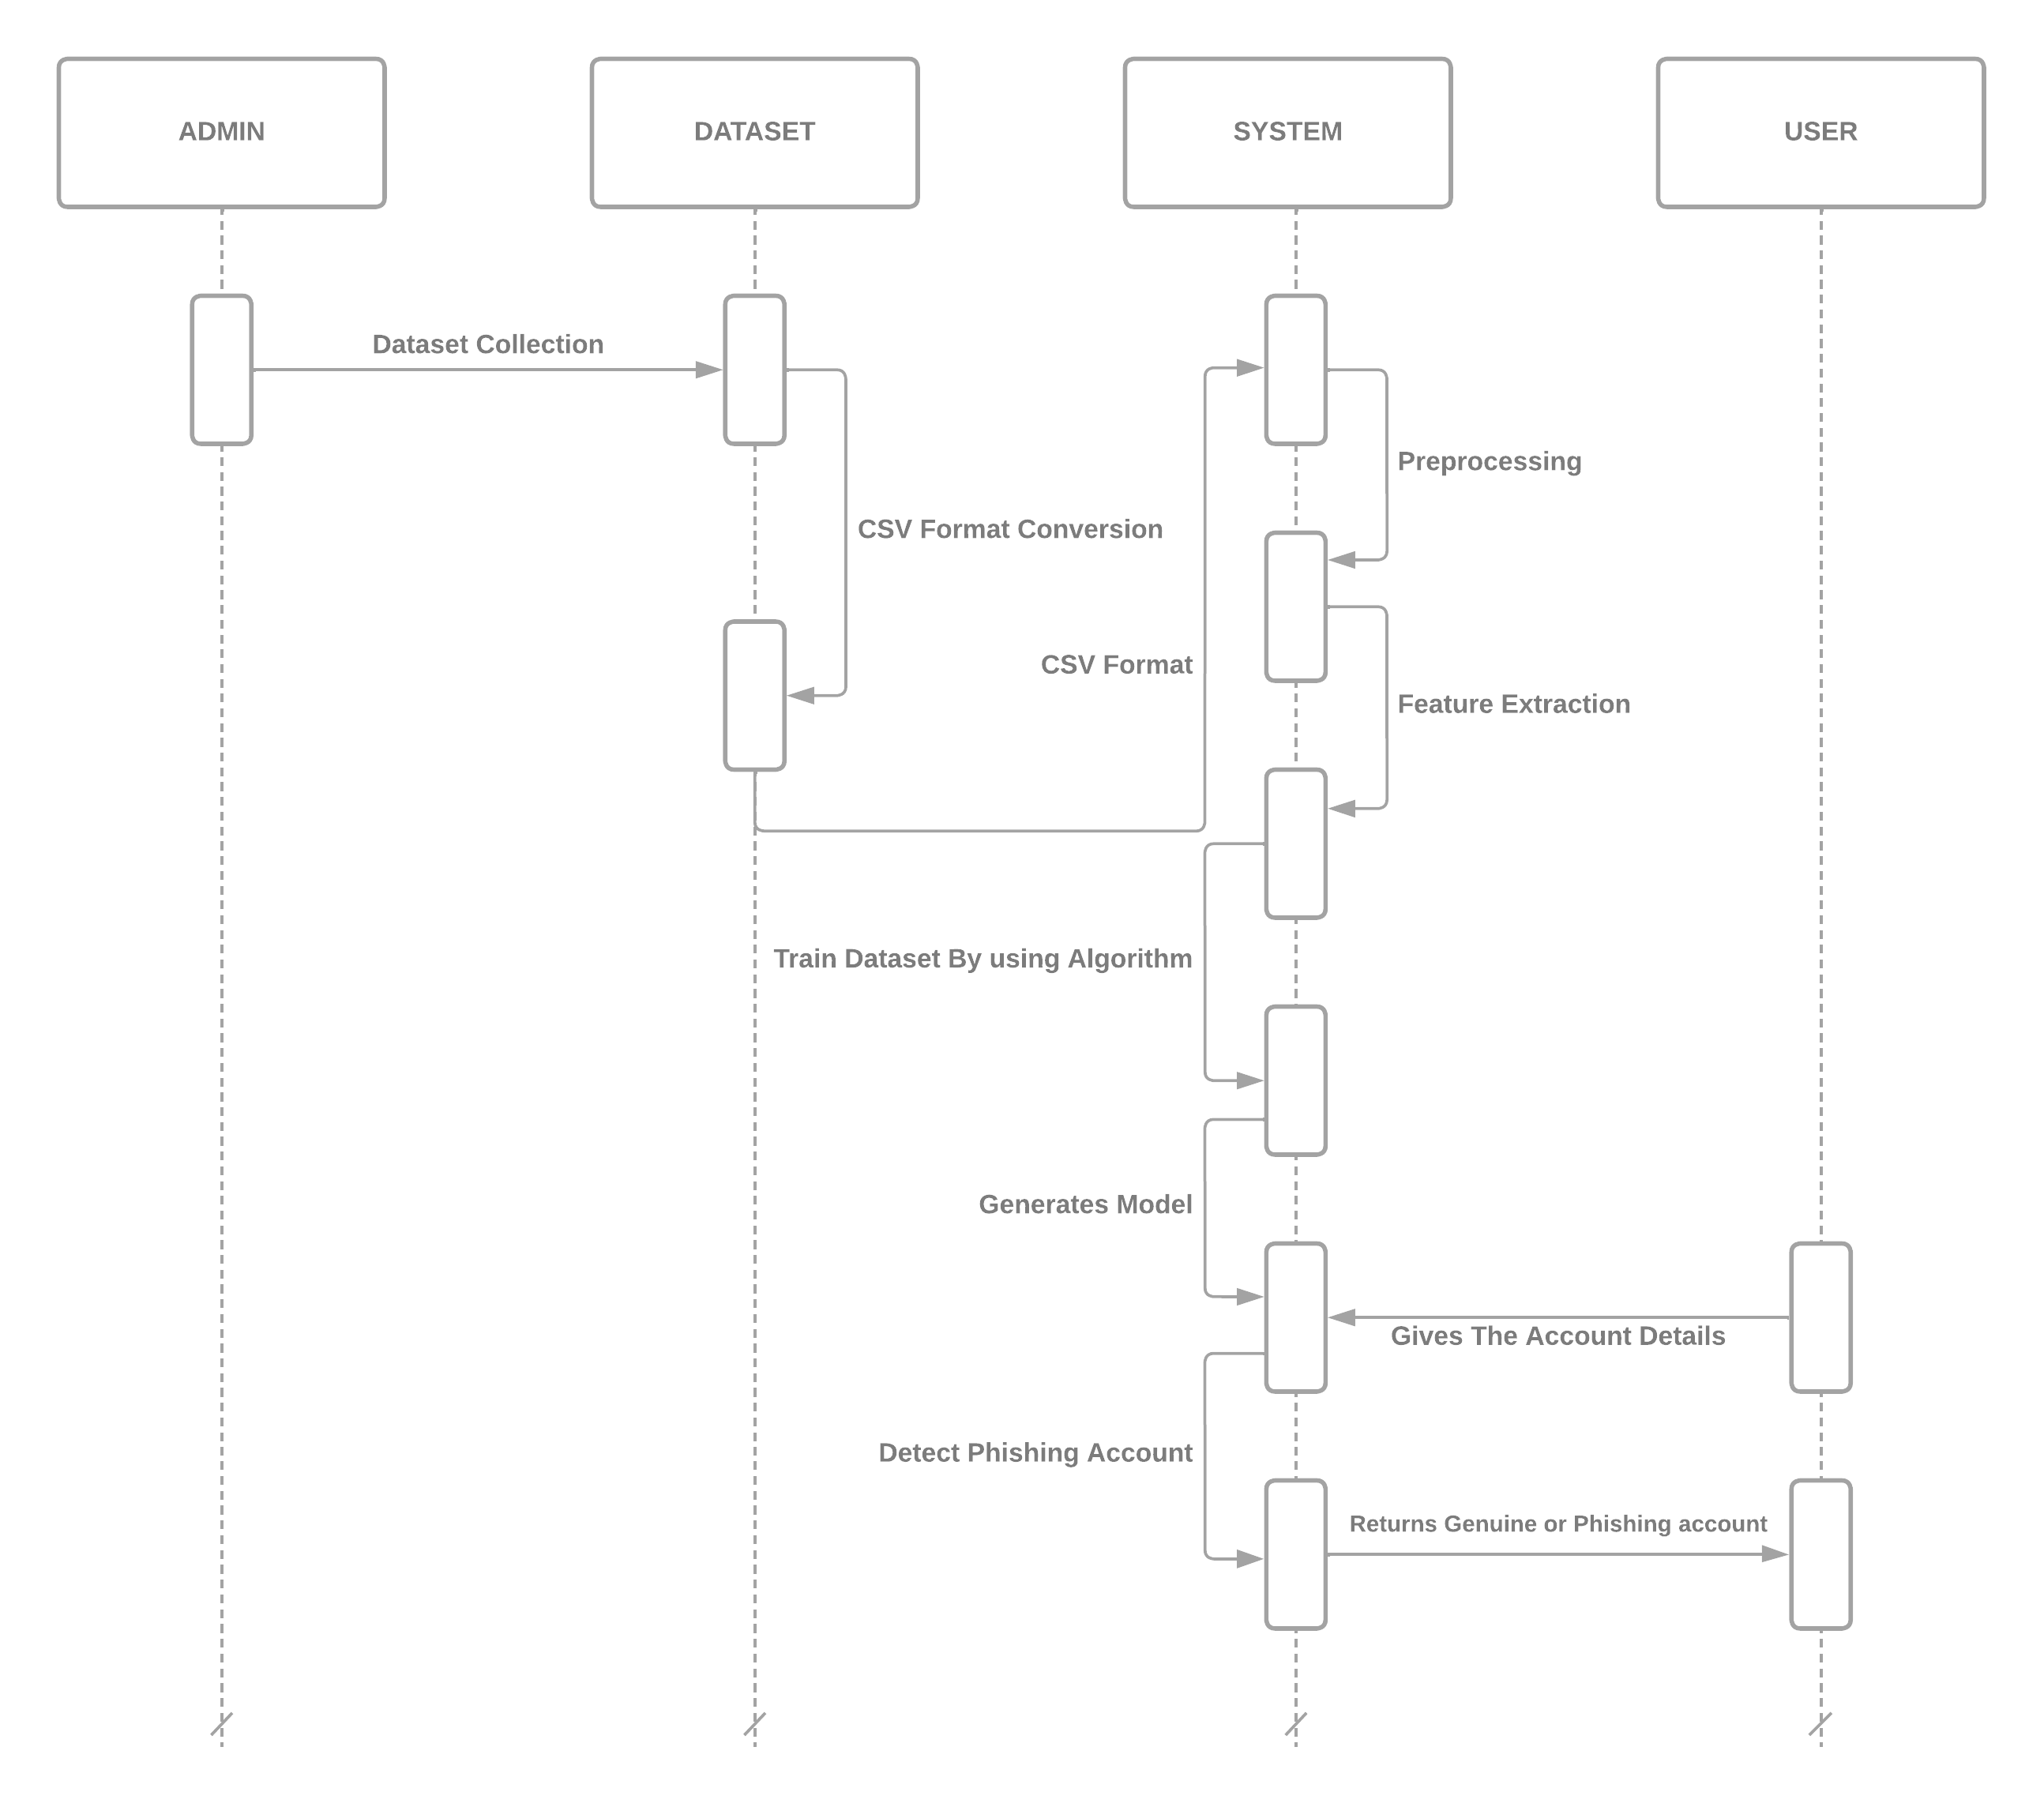 ADMIN
DATASET
SYSTEM
USER
Dataset Collection
Preprocessing
CSV Format Conversion
CSV Format
Feature Extraction
Train Dataset By using Algorithm
Generates Model
Gives The Account Details
Detect Phishing Account
Returns Genuine or Phishing account